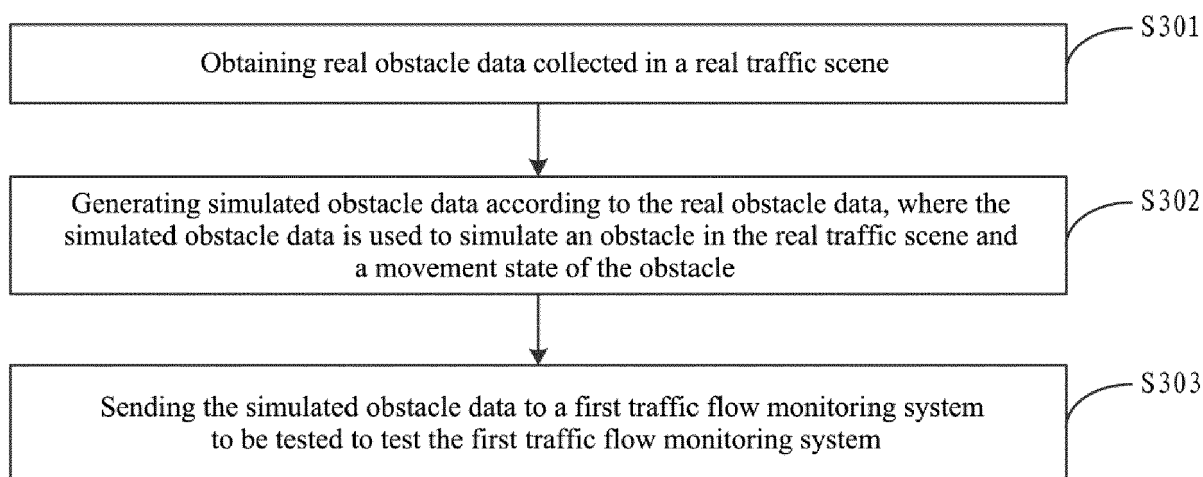 S301
Obtaining real obstacle data collected in a real traffic scene
S302
Generating simulated obstacle data according to the real obstacle data, where the
simulated obstacle data is used to simulate an obstacle in the real traffic scene and
a movement state of the obstacle
S303
Sending the simulated obstacle data to a first traffic flow monitoring system
to be tested to test the first traffic flow monitoring system